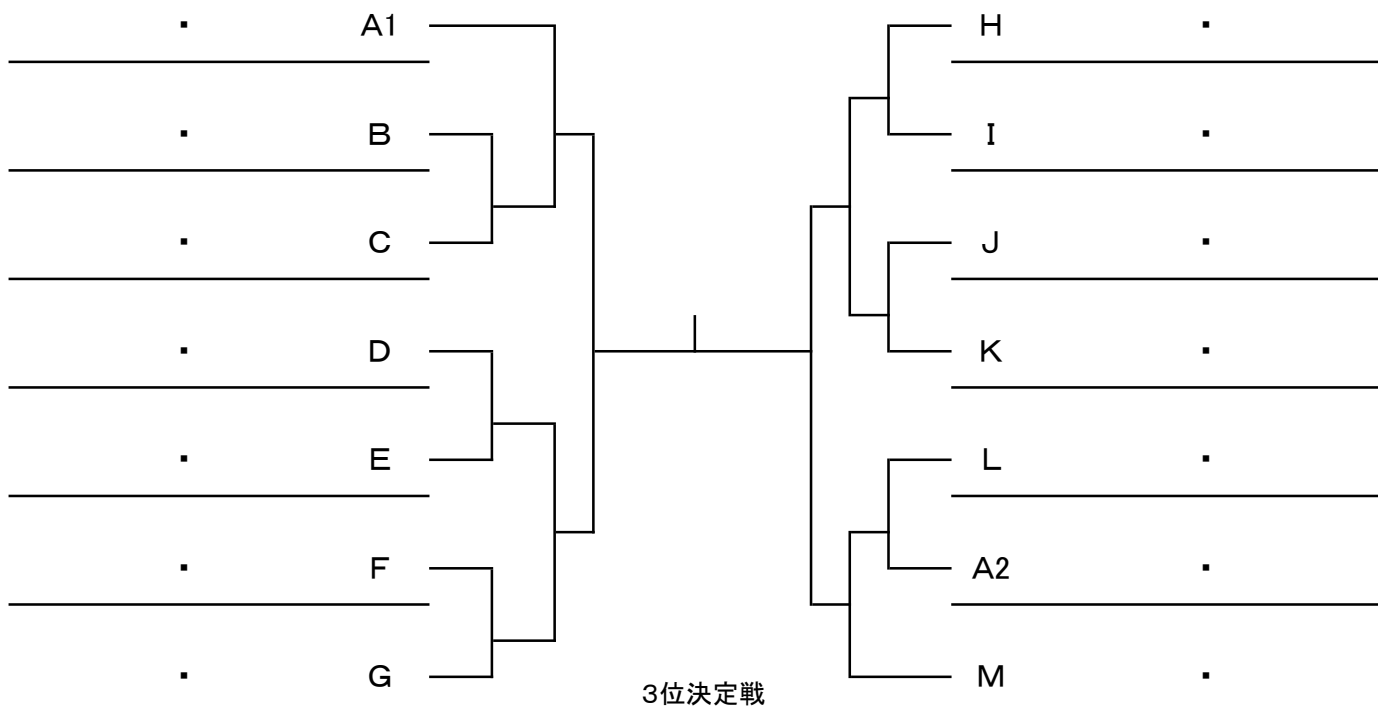 ・ A1 H ・
・ B I ・
・ C J ・
・ D K ・
・ E L ・
・ F A2 ・
・ G M ・
3位決定戦